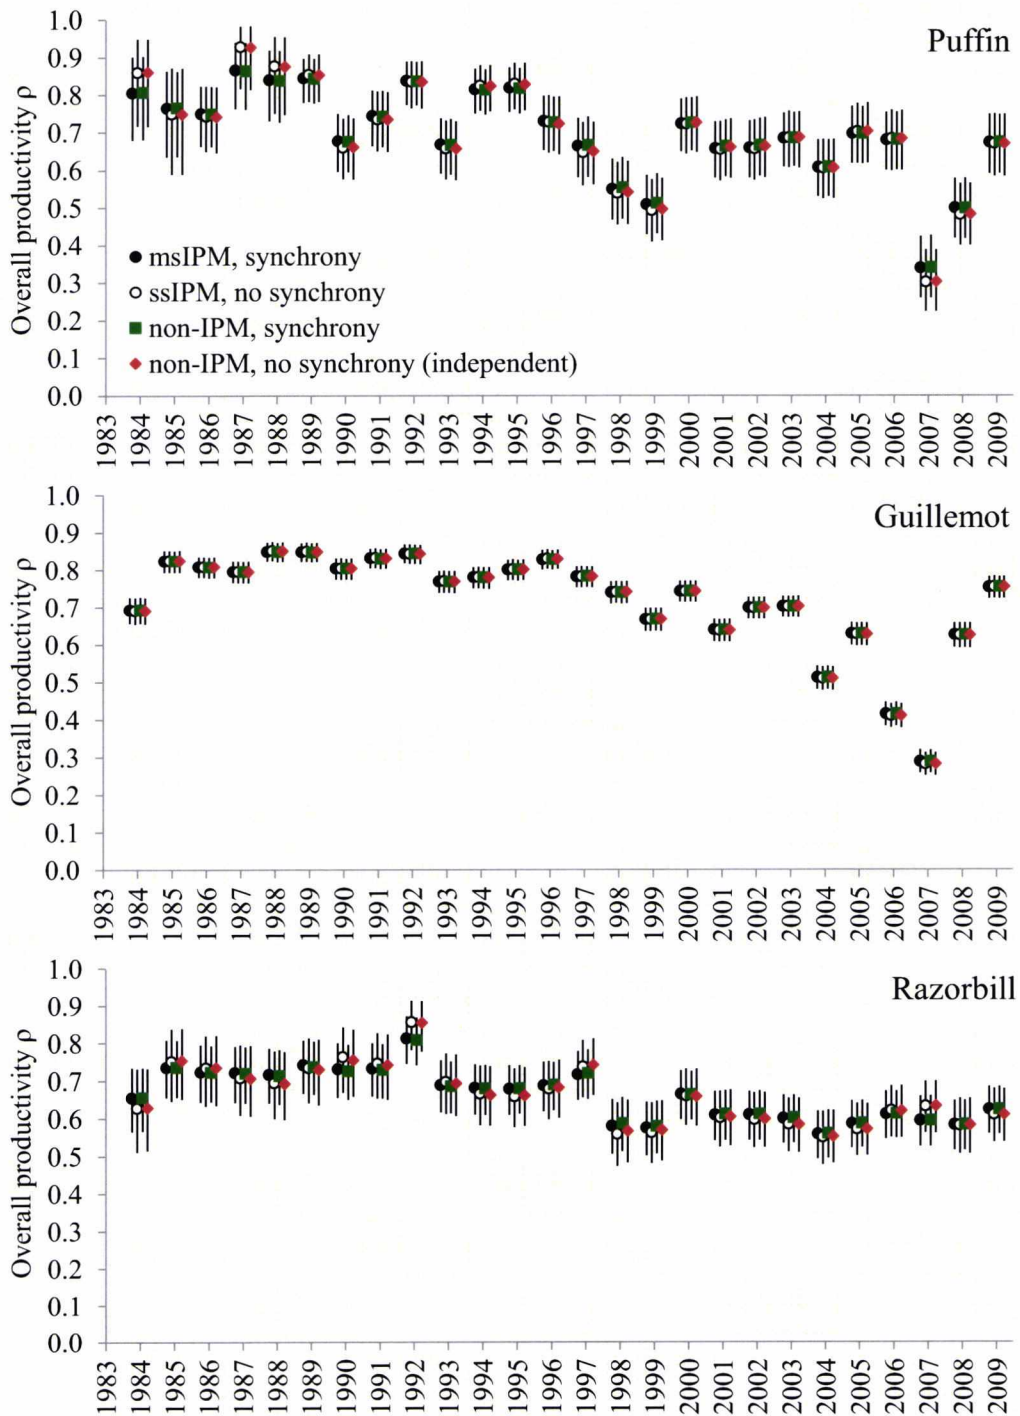 Puffin
Overall productivity ρ
1.0
0.9
0.8
0.7
0.6
0.5
0.4
0.3
0.2
0.1
0.0
msIPM, synchrony
ssIPM, no synchrony
non-IPM, synchrony
non-IPM, no synchrony (independent)
1983 1984 1985 1986 1987 1988 1989 1990 1991 1992 1993 1994 1995 1996 1997 1998 1999 2000 2001 2002 2003 2004 2005 2006 2007 2008 2009
Guillemot
Overall productivity ρ
1.0
0.9
0.8
0.7
0.6
0.5
0.4
0.3
0.2
0.1
0.0
1983 1984 1985 1986 1987 1988 1989 1990 1991 1992 1993 1994 1995 1996 1997 1998 1999 2000 2001 2002 2003 2004 2005 2006 2007 2008 2009
Razorbill
Overall productivity ρ
1.0
0.9
0.8
0.7
0.6
0.5
0.4
0.3
0.2
0.1
0.0
1983 1984 1985 1986 1987 1988 1989 1990 1991 1992 1993 1994 1995 1996 1997 1998 1999 2000 2001 2002 2003 2004 2005 2006 2007 2008 2009